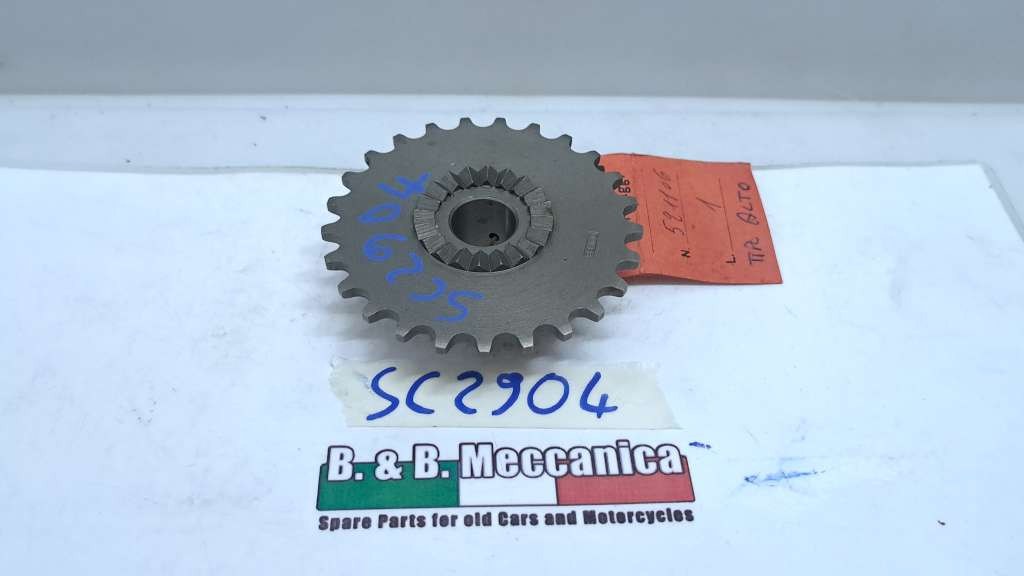 SC2904
N. 521106
L. 1
TIR ALTO
SC2904
B. & B. Meccanica
Spare Parts for old Cars and Motorcycles